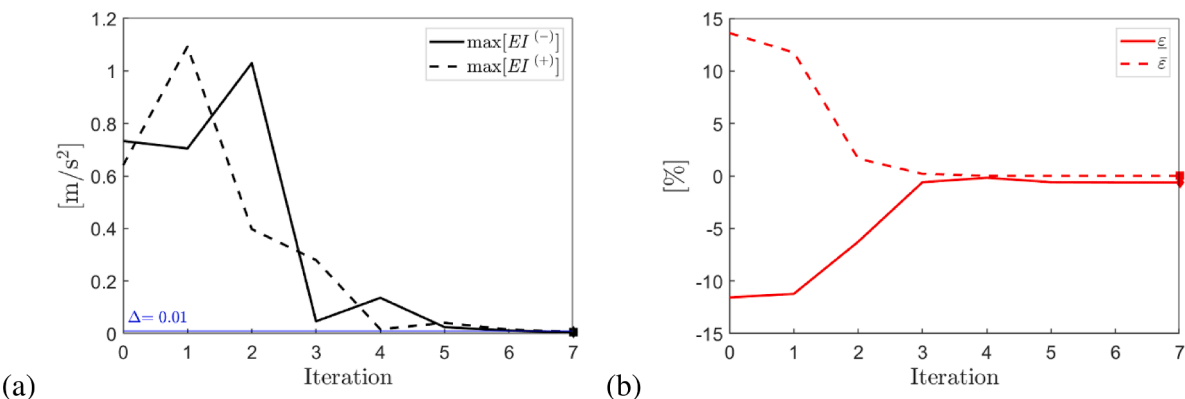 max[EI (−)]
max[EI (+)]
1.2
1
0.8
0.6
0.4
0.2
0
[m/s²]
Δ= 0.01
0 1 2 3 4 5 6 7
Iteration
(a)
15
10
5
0
-5
-10
-15
[%]
0 1 2 3 4 5 6 7
Iteration
(b)